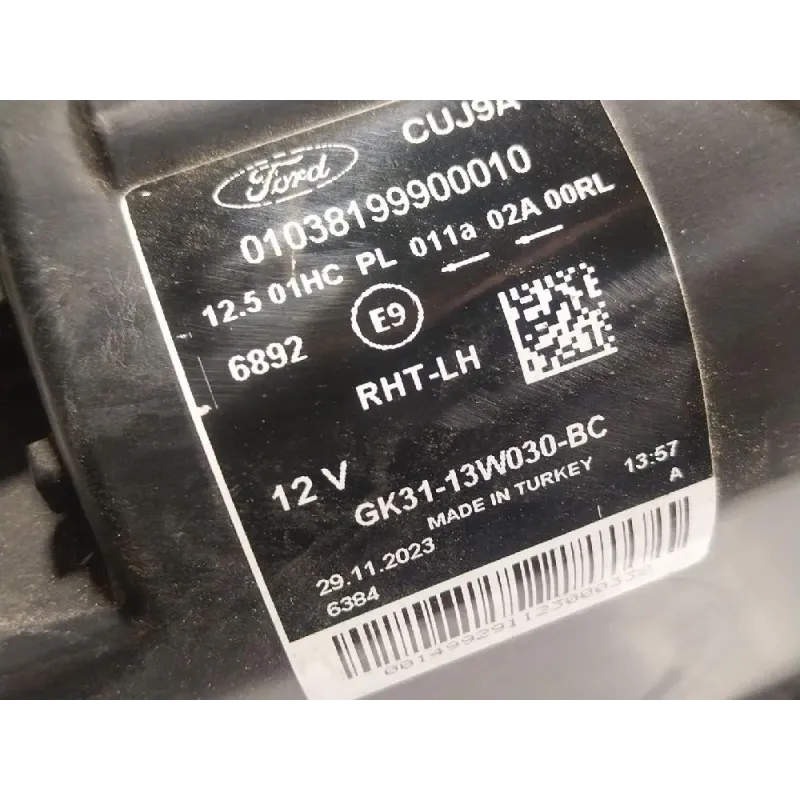 CUJ9A
Ford
01038199900010
12.5 01HC PL 011a 02A 00RL
6892 E9
RHT-LH
12 V
GK31-13W030-BC
MADE IN TURKEY
13:57
A
29.11.2023
6384